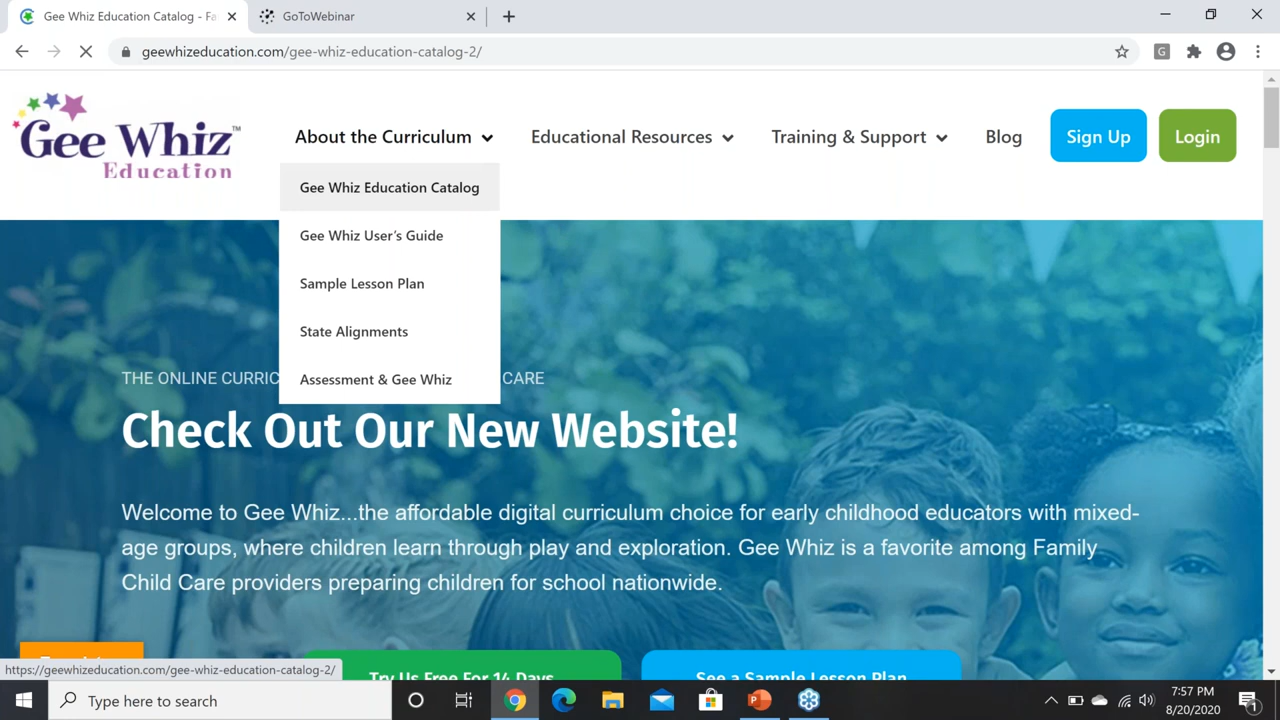 Gee Whiz Education Catalog - Fa
GoToWebinar
geewhizeducation.com/gee-whiz-education-catalog-2/
G
Gee Whiz™
Education
About the Curriculum
Educational Resources
Training & Support
Blog
Sign Up
Login
Gee Whiz Education Catalog
Gee Whiz User's Guide
Sample Lesson Plan
State Alignments
Assessment & Gee Whiz
THE ONLINE CURRIC
CARE
Check Out Our New Website!
Welcome to Gee Whiz...the affordable digital curriculum choice for early childhood educators with mixed-
age groups, where children learn through play and exploration. Gee Whiz is a favorite among Family
Child Care providers preparing children for school nationwide.
Try Us Free For 14 Days
See a Sample Lesson Plan
https://geewhizeducation.com/gee-whiz-education-catalog-2/
Type here to search
7:57 PM
8/20/2020
1